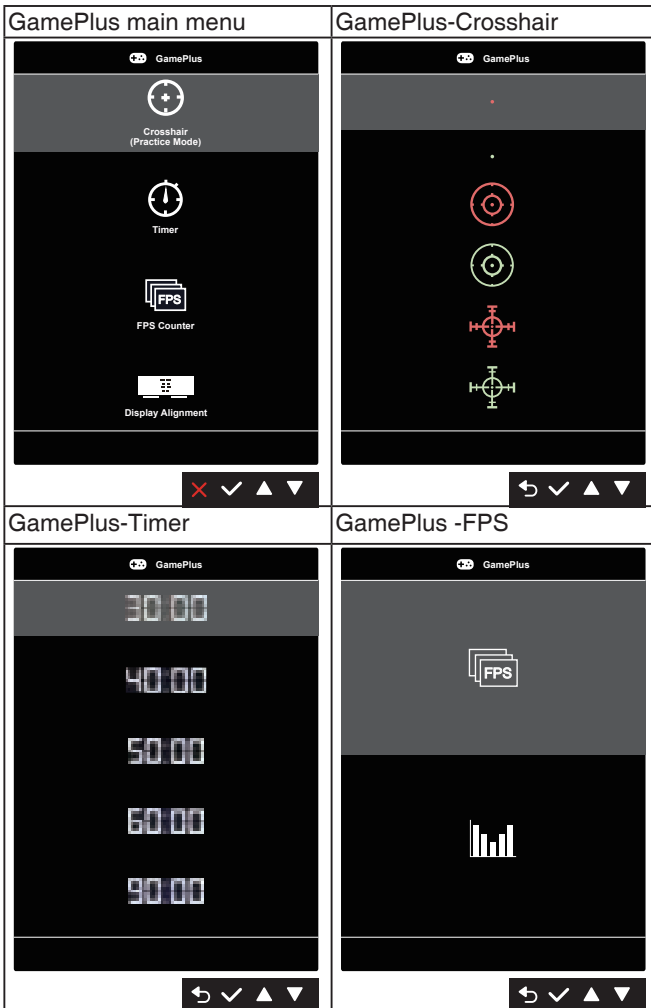 GamePlus main menu
GamePlus-Crosshair
GamePlus
Crosshair
(Practice Mode)
Timer
FPS
FPS Counter
Display Alignment
GamePlus
GamePlus-Timer
GamePlus -FPS
GamePlus
30:00
40:00
50:00
60:00
90:00
GamePlus
FPS